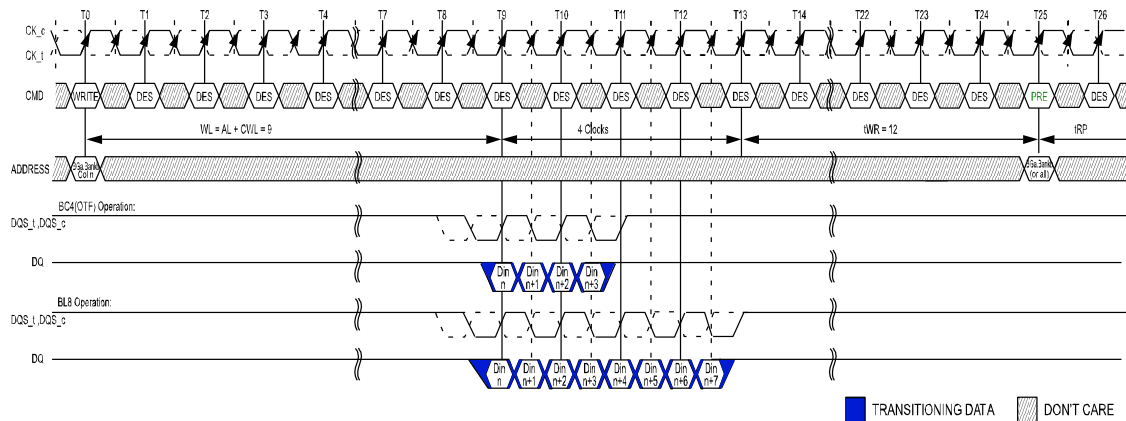 T0 T1 T2 T3 T4 T7 T8 T9 T10 T11 T12 T13 T14 T22 T23 T24 T25 T26
CK_c
CK_t
CMD WRITE DES DES DES DES DES DES DES DES DES DES DES DES DES DES DES PRE DES
WL = AL + CWL = 9 4 Clocks tWR = 12 tRP
ADDRESS
Col n (or all)
BC4(OTF) Operation:
DQS_t ,DQS_c
DQ
Din n Din n+1 Din n+2 Din n+3
BL8 Operation:
DQS_t ,DQS_c
DQ
Din n Din n+1 Din n+2 Din n+3 Din n+4 Din n+5 Din n+6 Din n+7
TRANSITIONING DATA DON'T CARE